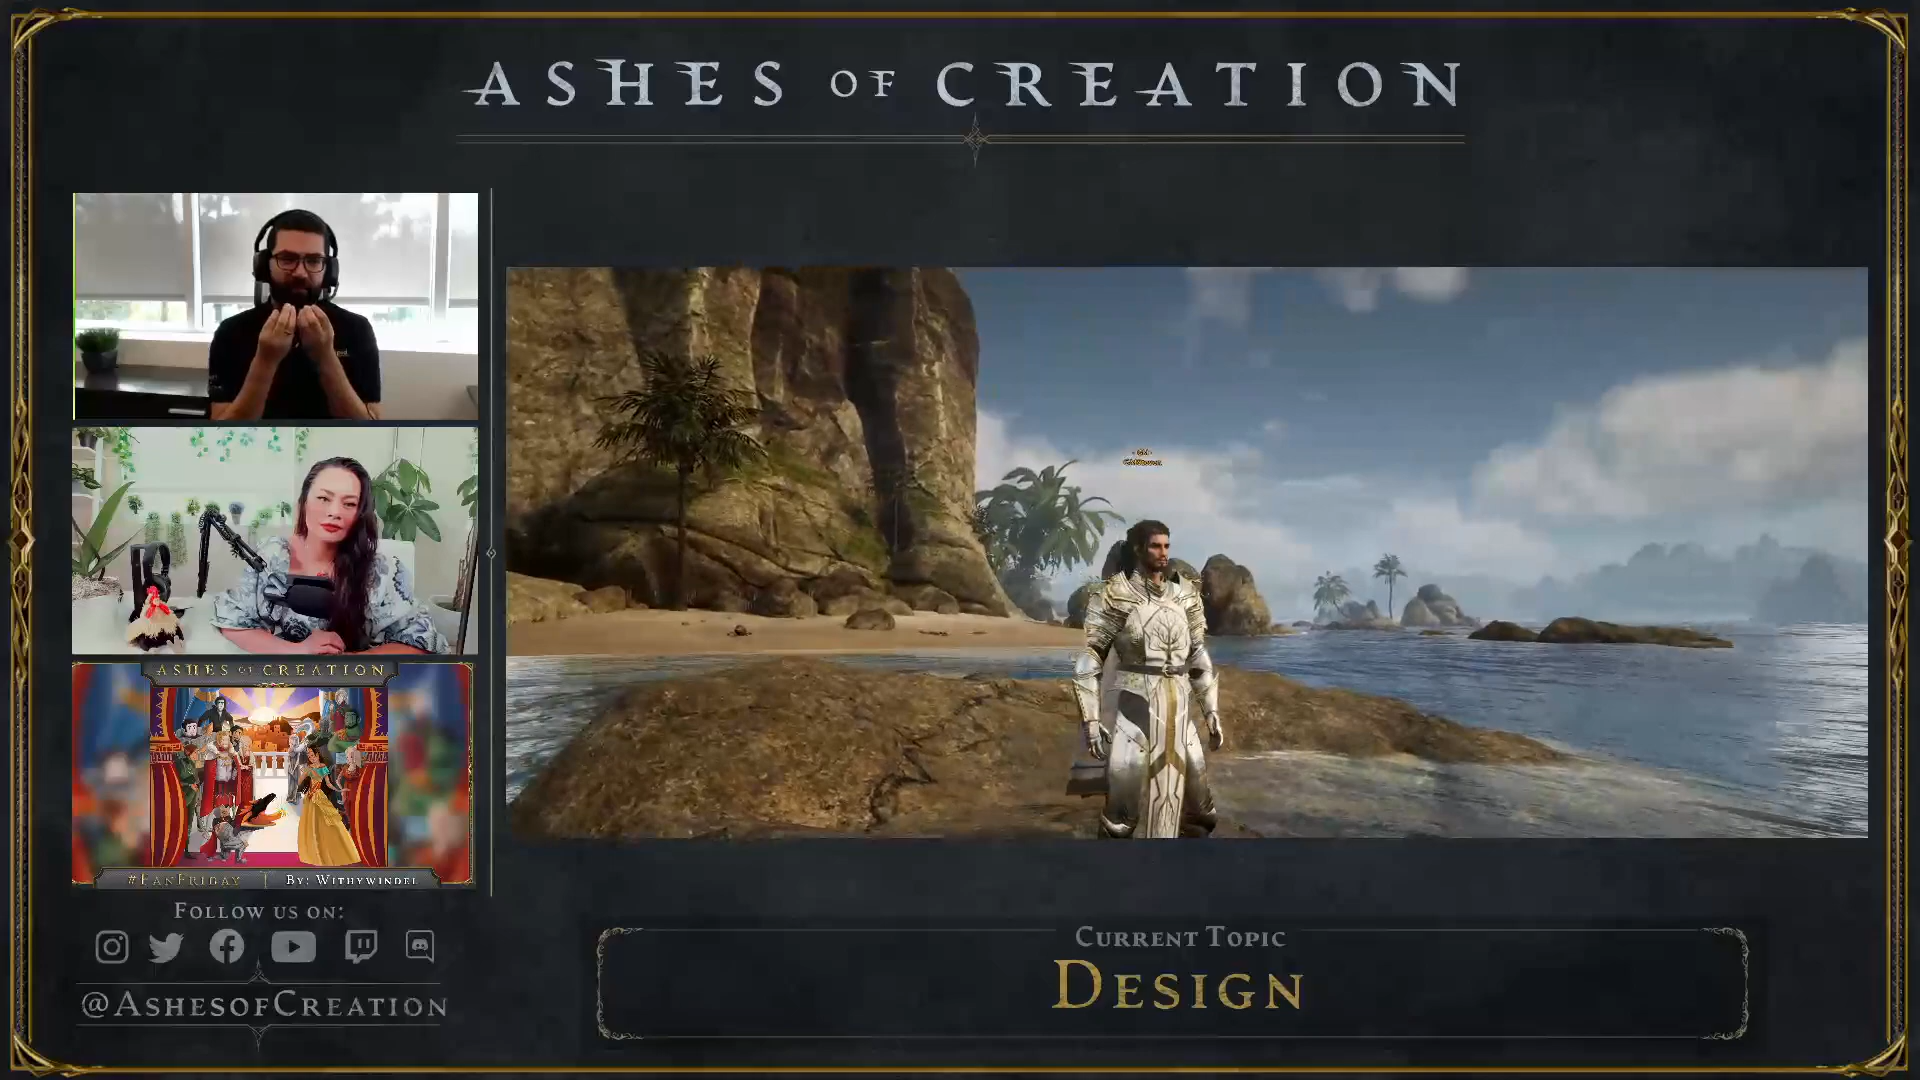 ASHES OF CREATION
ASHES OF CREATION
#FANFRIDAY
BY: WITHYWINDEL
FOLLOW US ON:
@ASHESOFCREATION
CURRENT TOPIC
DESIGN